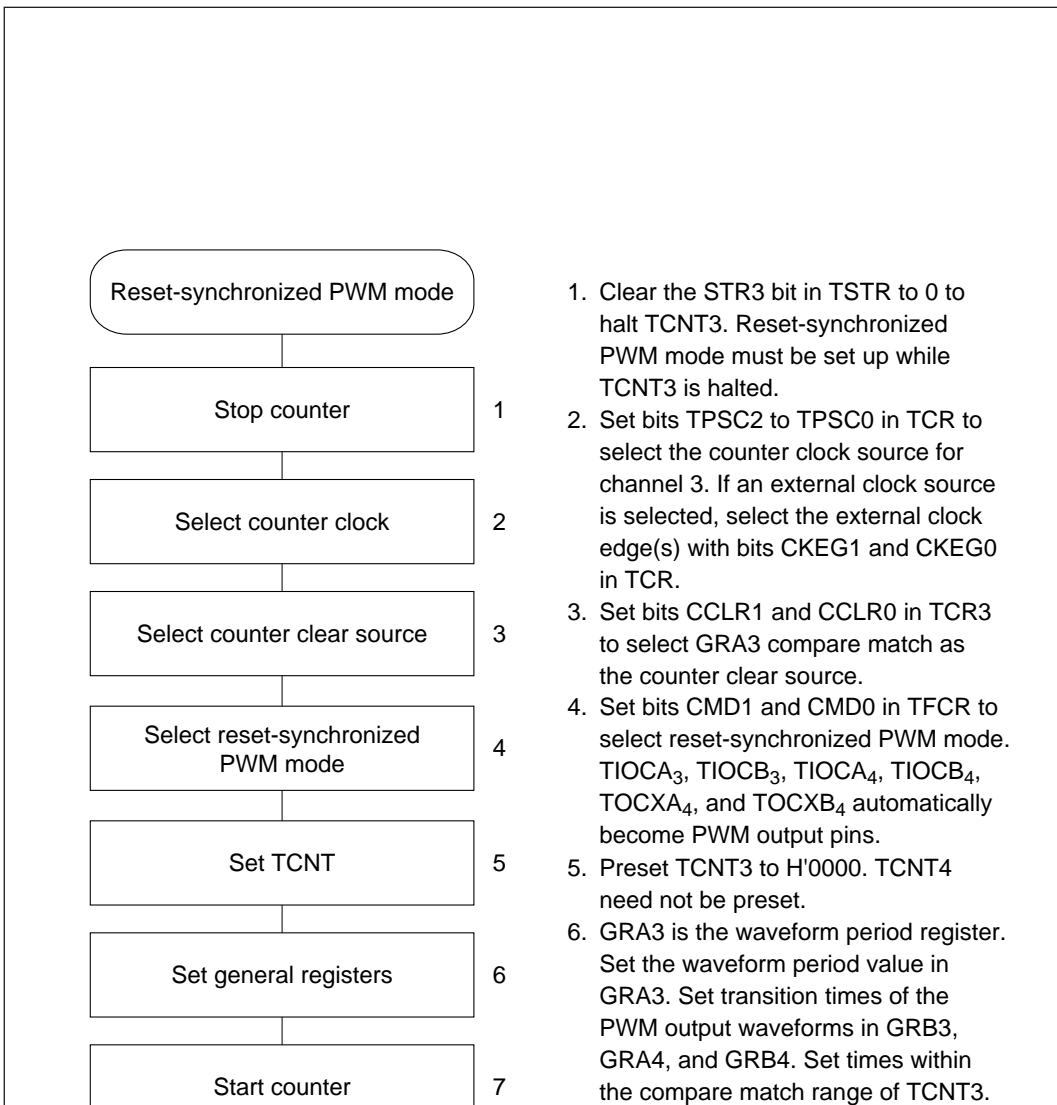 Reset-synchronized PWM mode
Stop counter 1
Select counter clock 2
Select counter clear source 3
Select reset-synchronized
PWM mode 4
Set TCNT 5
Set general registers 6
Start counter 7
1. Clear the STR3 bit in TSTR to 0 to
halt TCNT3. Reset-synchronized
PWM mode must be set up while
TCNT3 is halted.
2. Set bits TPSC2 to TPSC0 in TCR to
select the counter clock source for
channel 3. If an external clock source
is selected, select the external clock
edge(s) with bits CKEG1 and CKEG0
in TCR.
3. Set bits CCLR1 and CCLR0 in TCR3
to select GRA3 compare match as
the counter clear source.
4. Set bits CMD1 and CMD0 in TFCR to
select reset-synchronized PWM mode.
TIOCA₃, TIOCB₃, TIOCA₄, TIOCB₄,
TOCXA₄, and TOCXB₄ automatically
become PWM output pins.
5. Preset TCNT3 to H'0000. TCNT4
need not be preset.
6. GRA3 is the waveform period register.
Set the waveform period value in
GRA3. Set transition times of the
PWM output waveforms in GRB3,
GRA4, and GRB4. Set times within
the compare match range of TCNT3.